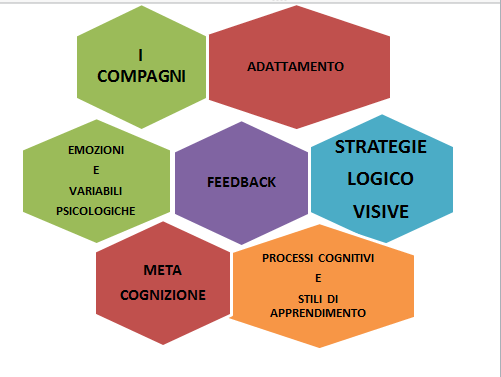 I
COMPAGNI
ADATTAMENTO
EMOZIONI
E
VARIABILI
PSICOLOGICHE
FEEDBACK
STRATEGIE
LOGICO
VISIVE
META
COGNIZIONE
PROCESSI COGNITIVI
E
STILI DI
APPRENDIMENTO